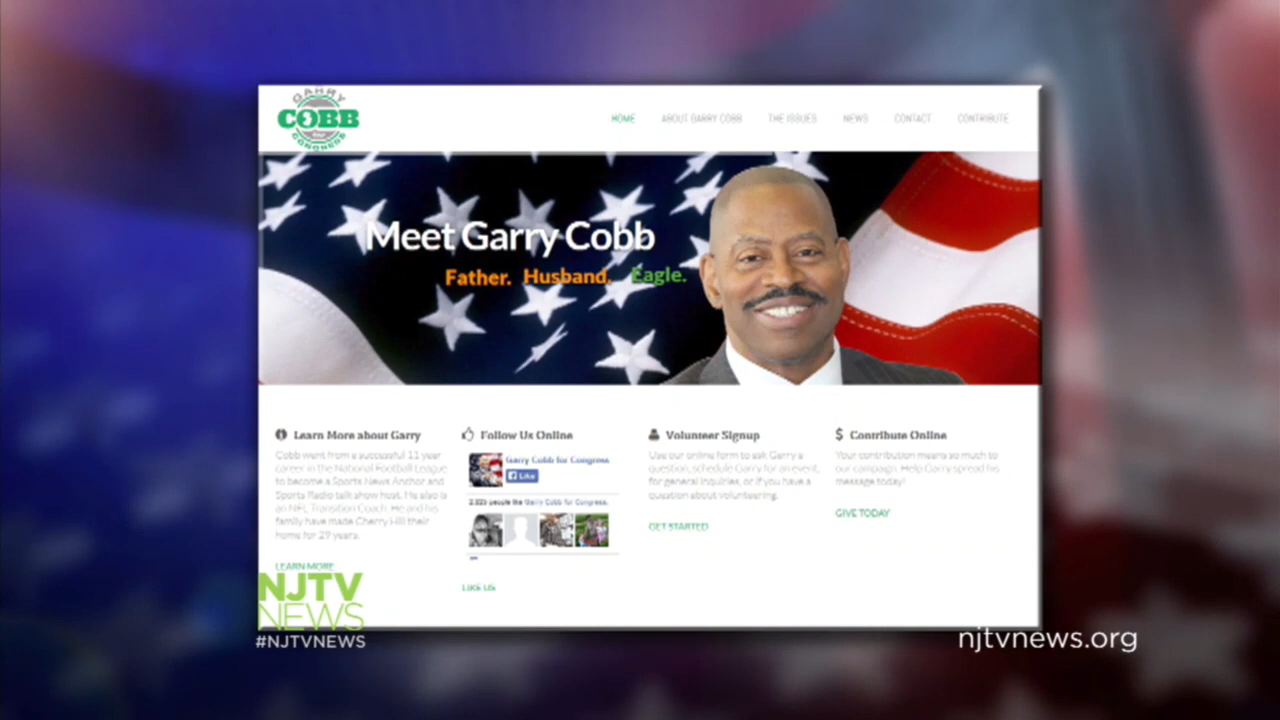 GARRY
COBB
FOR
CONGRESS
HOME ABOUT GARRY COBB THE ISSUES NEWS CONTACT CONTRIBUTE
Meet Garry Cobb
Father. Husband. Eagle.
Learn More about Garry
Cobb went from a successful 11 year
career in the National Football League
to become a Sports News Anchor and
Sports Radio talk show host. He also is
an NFL Transition Coach. He and his
family have made Cherry Hill their
home for 29 years.
LEARN MORE
Follow Us Online
Garry Cobb for Congress
Like
people like Garry Cobb for Congress.
LIKE US
Volunteer Signup
Use our online form to ask Garry a
question, schedule Garry for an event,
for general inquiries, or if you have a
question about volunteering.
GET STARTED
$ Contribute Online
Your contribution means so much to
our campaign. Help Garry spread his
message today!
GIVE TODAY
NJTV
NEWS
#NJTVNEWS
njtvnews.org